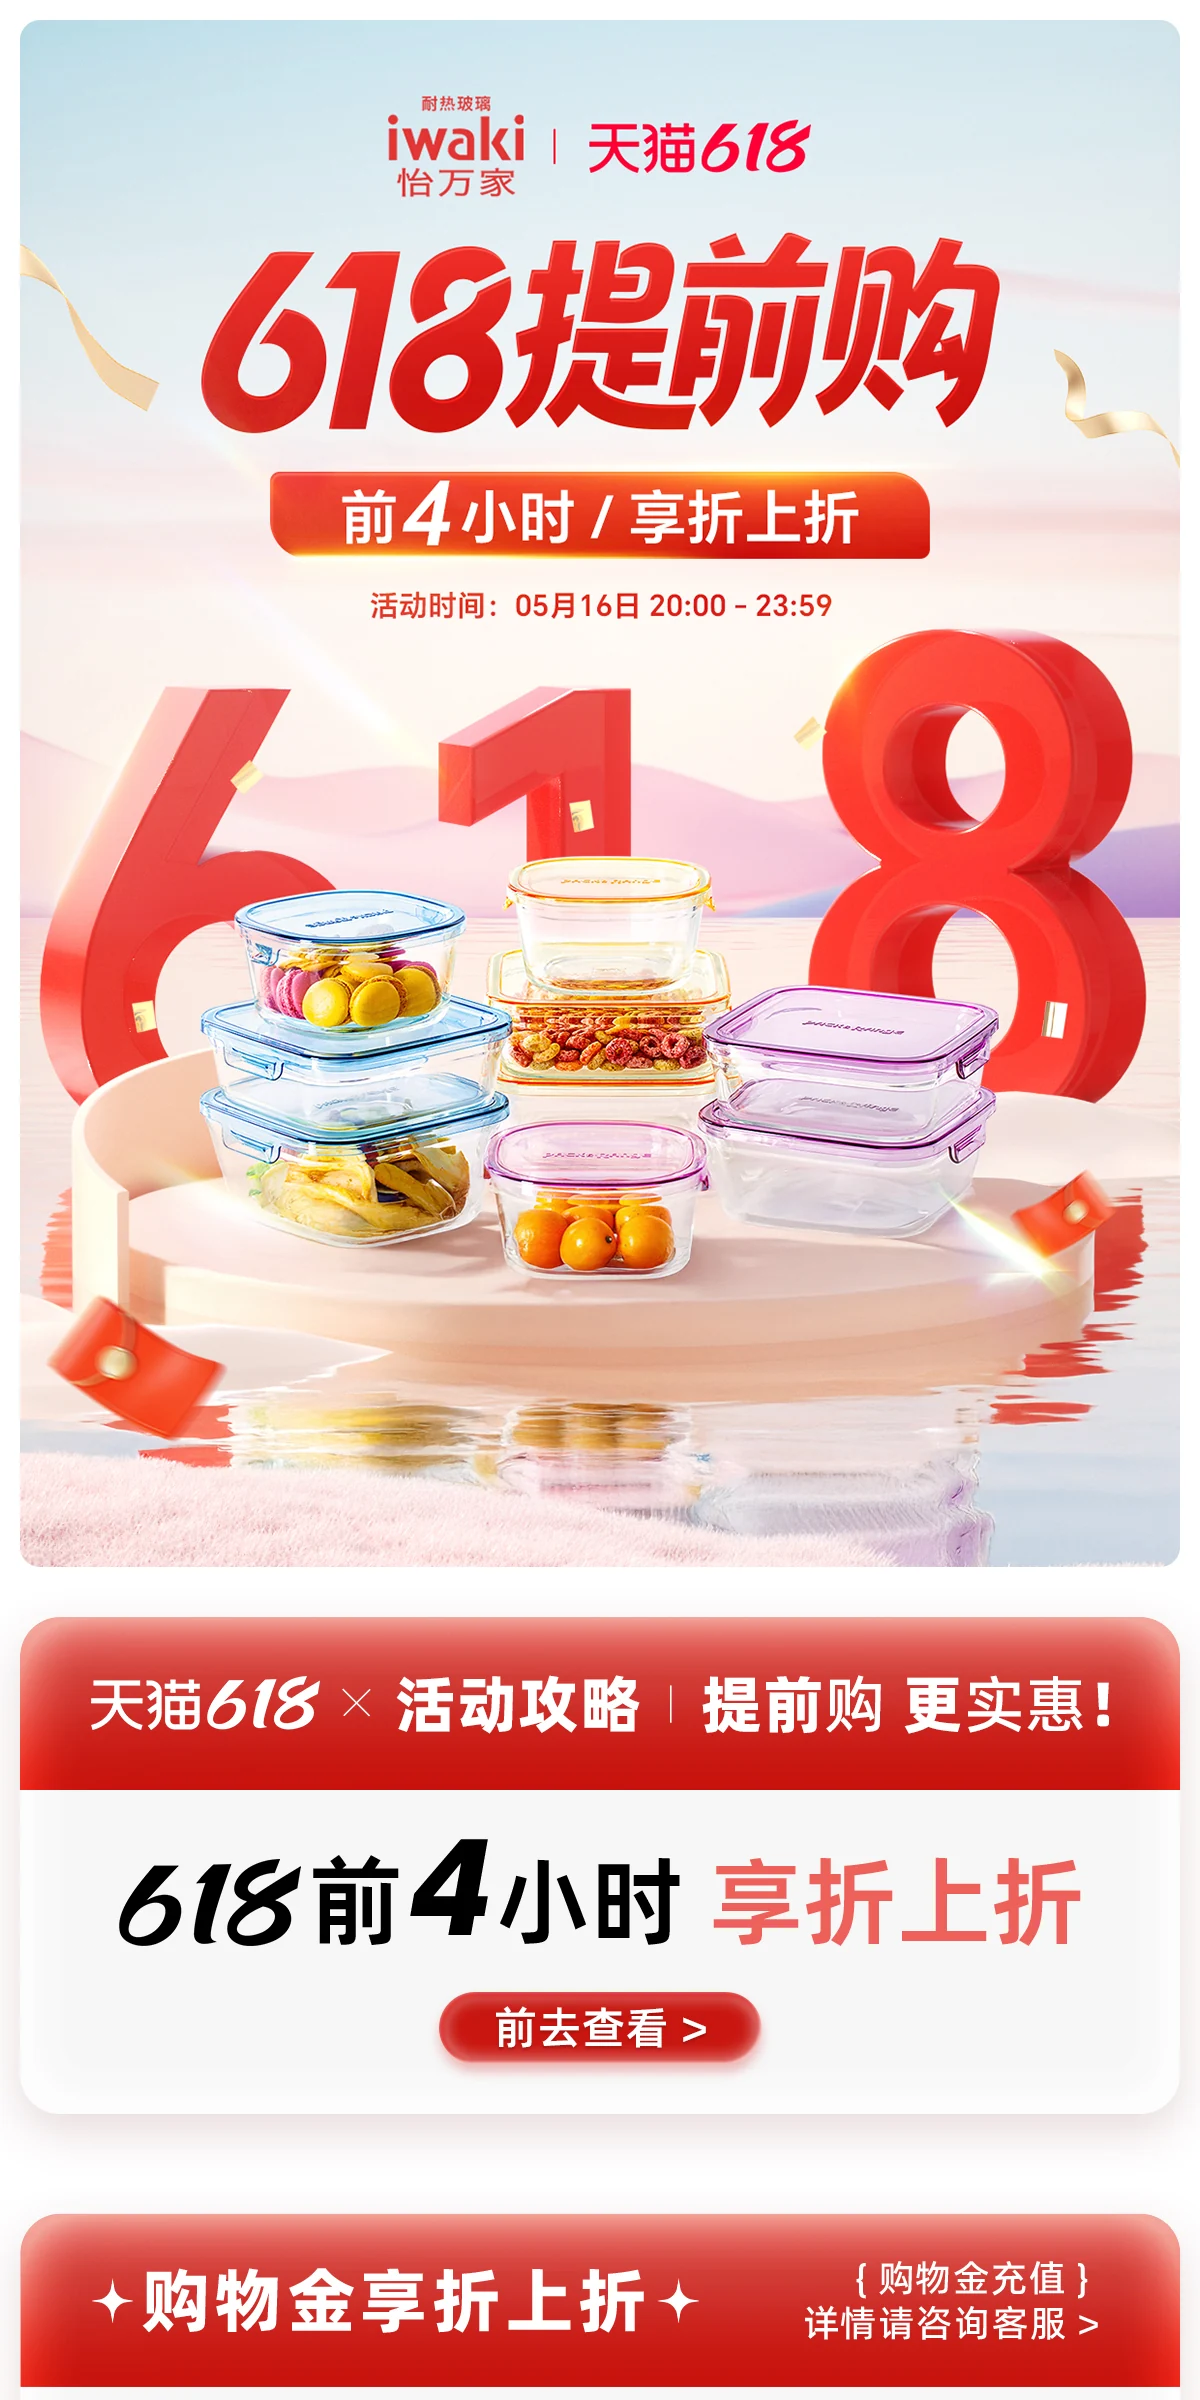 耐热玻璃
iwaki
怡万家
天猫618
618提前购
前4小时 / 享折上折
活动时间：05月16日 20:00 - 23:59
618
天猫618 × 活动攻略 | 提前购 更实惠！
618前4小时 享折上折
前去查看 >
购物金享折上折
{ 购物金充值 }
详情请咨询客服 >